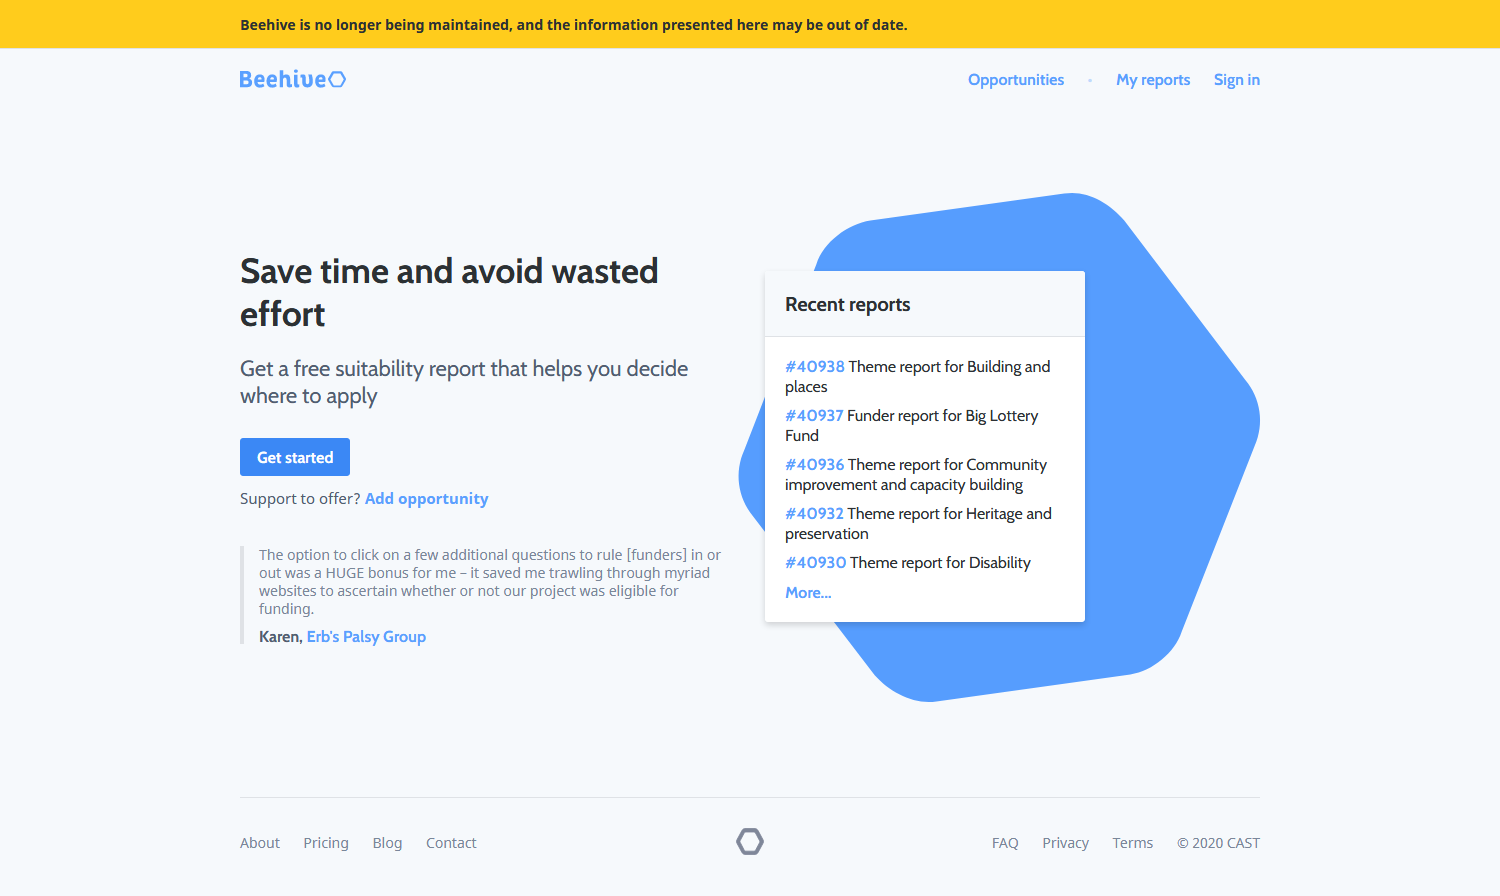 Beehive is no longer being maintained, and the information presented here may be out of date.
Beehive
Opportunities • My reports Sign in
Save time and avoid wasted
effort
Get a free suitability report that helps you decide
where to apply
Get started
Support to offer? Add opportunity
The option to click on a few additional questions to rule [funders] in or
out was a HUGE bonus for me – it saved me trawling through myriad
websites to ascertain whether or not our project was eligible for
funding.
Karen, Erb's Palsy Group
Recent reports
#40938 Theme report for Building and
places
#40937 Funder report for Big Lottery
Fund
#40936 Theme report for Community
improvement and capacity building
#40932 Theme report for Heritage and
preservation
#40930 Theme report for Disability
More...
About Pricing Blog Contact
FAQ Privacy Terms © 2020 CAST